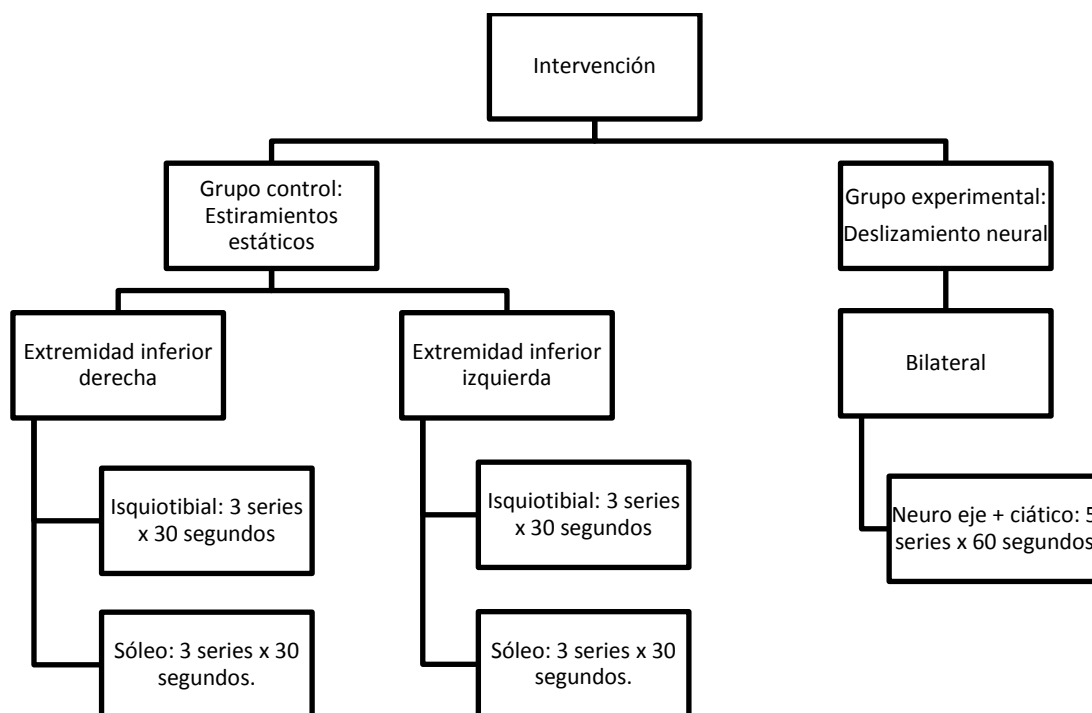 Intervención
Grupo control:
Estiramientos
estáticos
Grupo experimental:
Deslizamiento neural
Extremidad inferior
derecha
Extremidad inferior
izquierda
Bilateral
Isquiotibial: 3 series
x 30 segundos
Isquiotibial: 3 series
x 30 segundos
Neuro eje + ciático: 5
series x 60 segundos
Sóleo: 3 series x 30
segundos.
Sóleo: 3 series x 30
segundos.